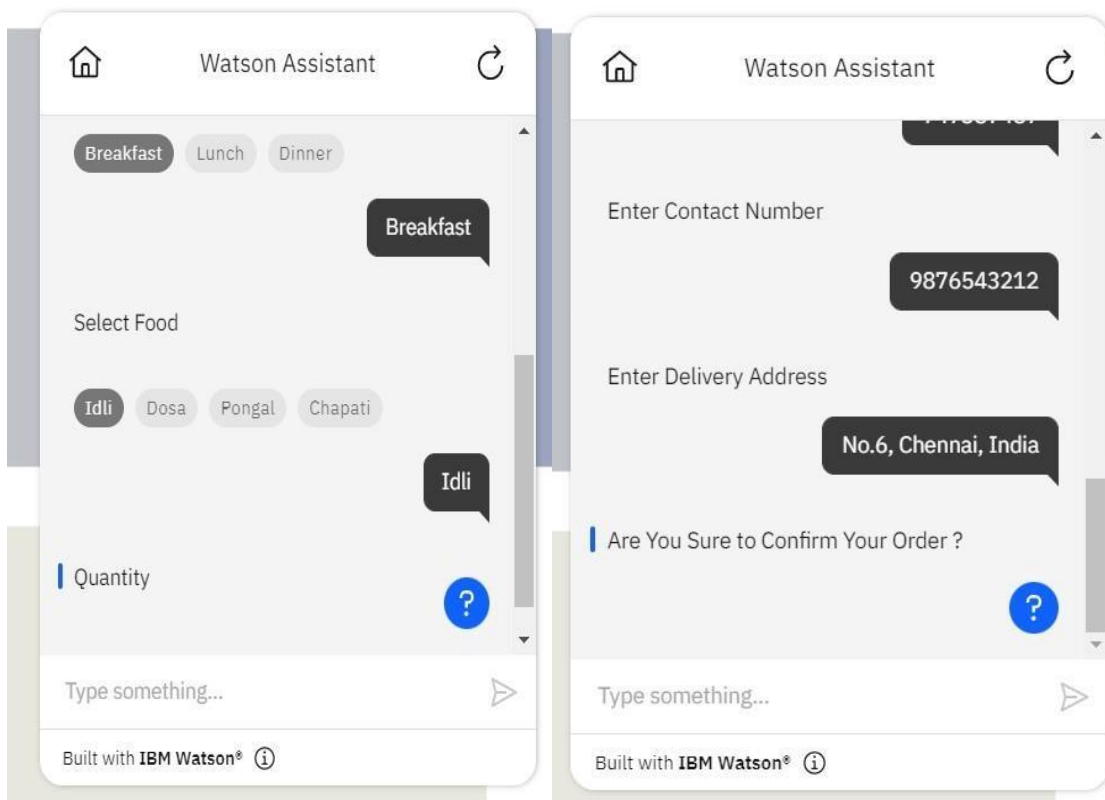 Watson Assistant
Breakfast Lunch Dinner
Breakfast
Select Food
Idli Dosa Pongal Chapati
Idli
Quantity
?
Type something...
Built with IBM Watson®
Watson Assistant
Enter Contact Number
9876543212
Enter Delivery Address
No.6, Chennai, India
Are You Sure to Confirm Your Order ?
?
Type something...
Built with IBM Watson®